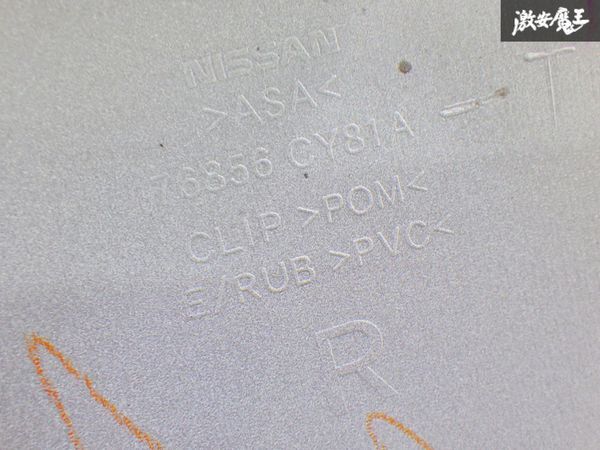 激安魔王
NISSAN
>ASA<
76856 CY81A - T
CLIP >POM<
E/RUB >PVC<
R